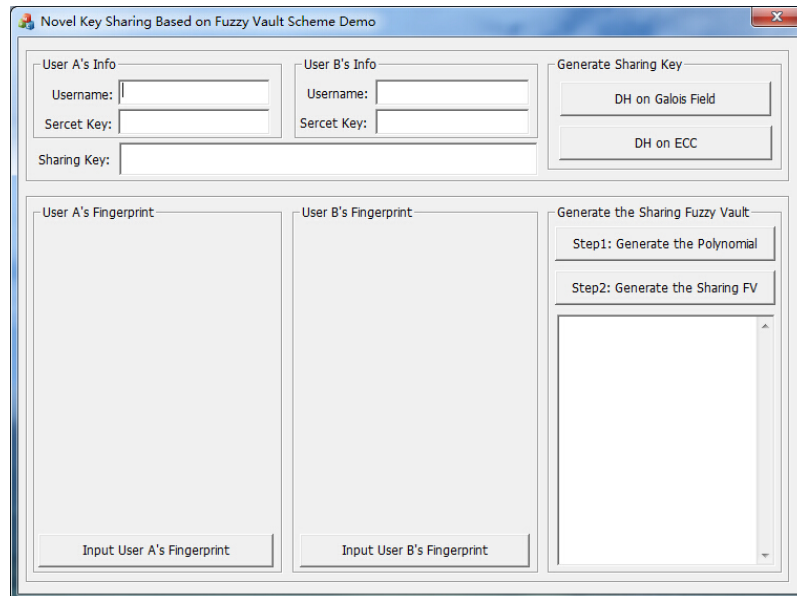 Novel Key Sharing Based on Fuzzy Vault Scheme Demo
User A's Info
Username:
Sercet Key:
User B's Info
Username:
Sercet Key:
Generate Sharing Key
DH on Galois Field
DH on ECC
Sharing Key:
User A's Fingerprint
Input User A's Fingerprint
User B's Fingerprint
Input User B's Fingerprint
Generate the Sharing Fuzzy Vault
Step1: Generate the Polynomial
Step2: Generate the Sharing FV